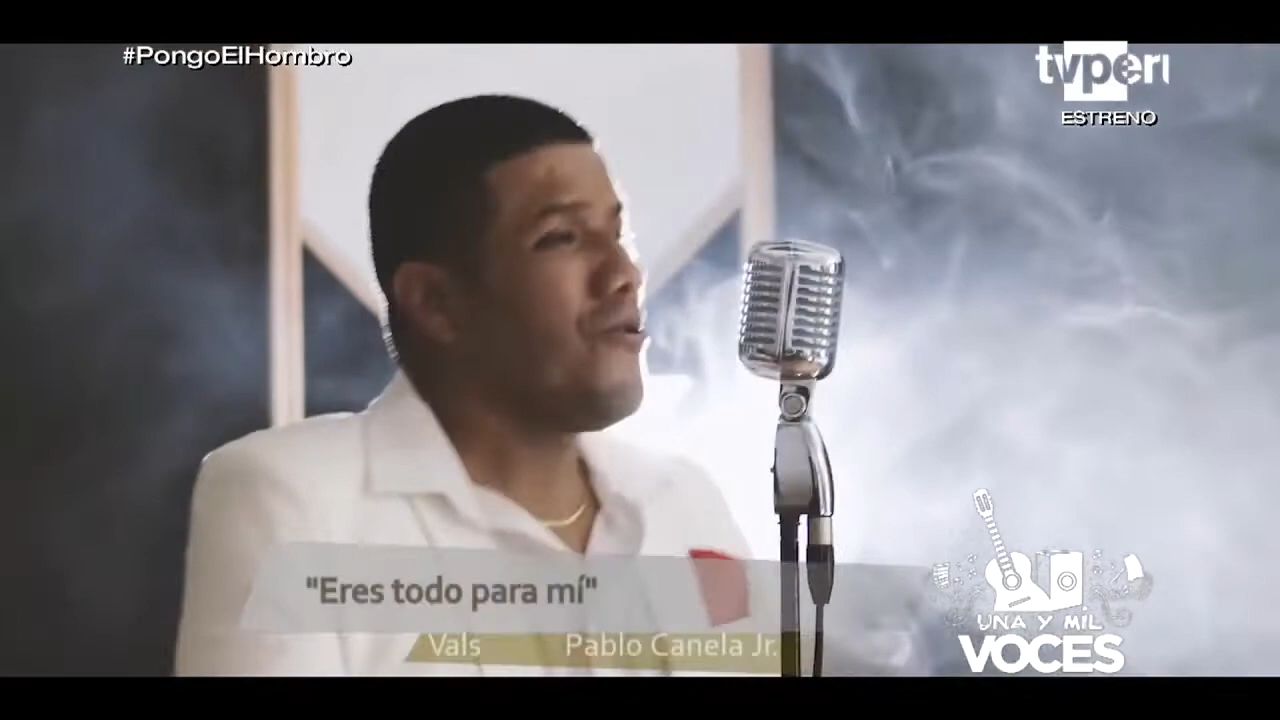 #PongoElHombro
tvperú
ESTRENO
"Eres todo para mí"
Vals Pablo Canela Jr.
UNA Y MIL
VOCES